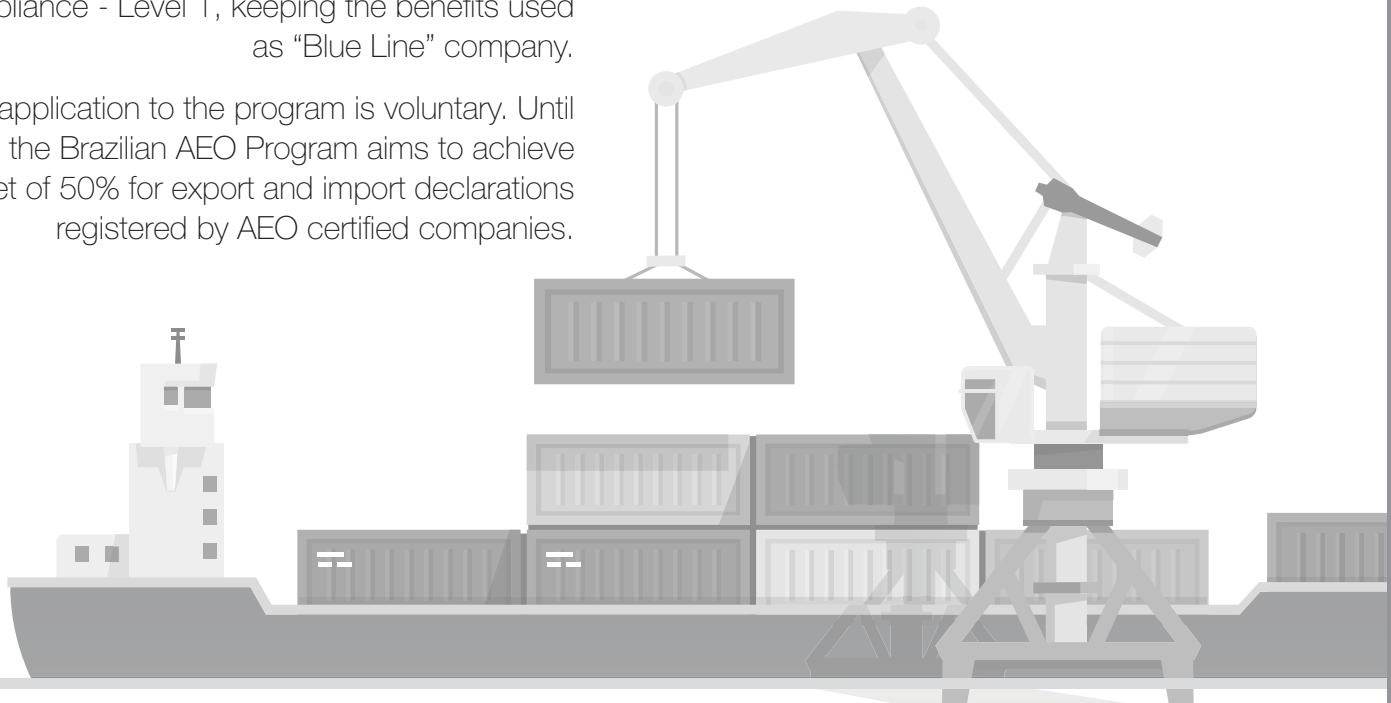 pliance - Level 1, keeping the benefits used
as “Blue Line” company.
application to the program is voluntary. Until
the Brazilian AEO Program aims to achieve
et of 50% for export and import declarations
registered by AEO certified companies.